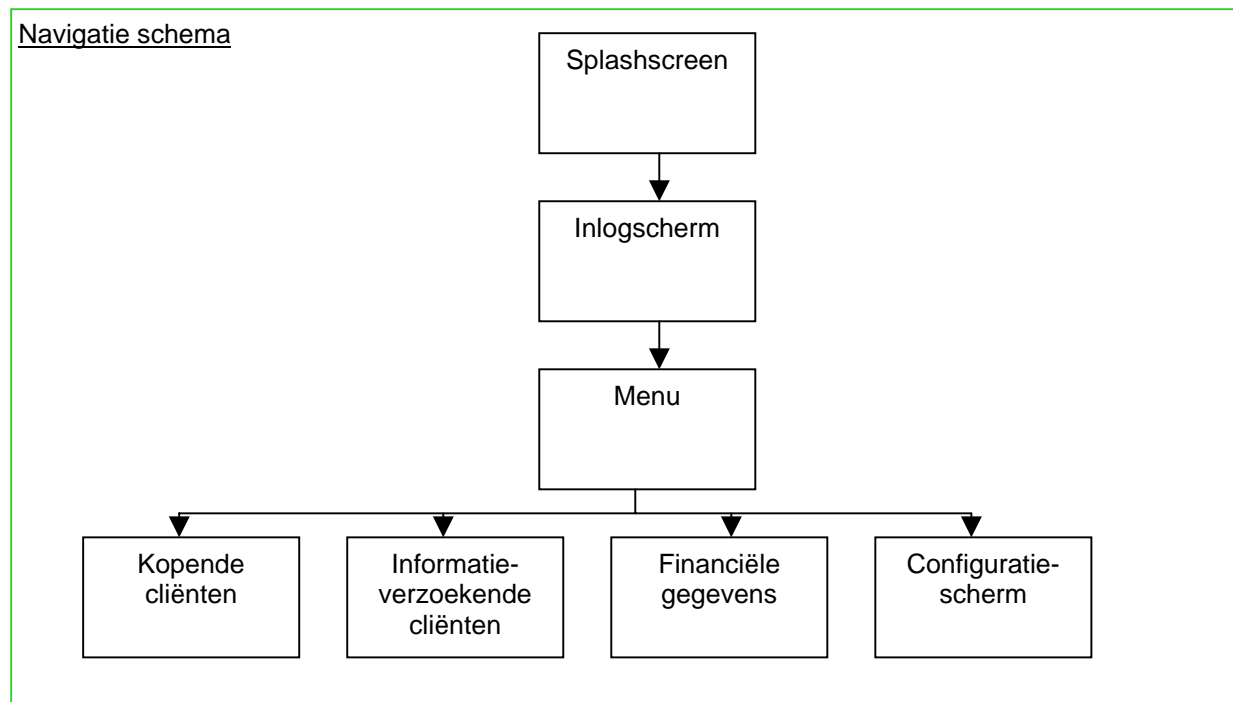 Navigatie schema
Splashscreen
Inlogscherm
Menu
Kopende
cliënten
Informatie-
verzoekende
cliënten
Financiële
gegevens
Configuratie-
scherm